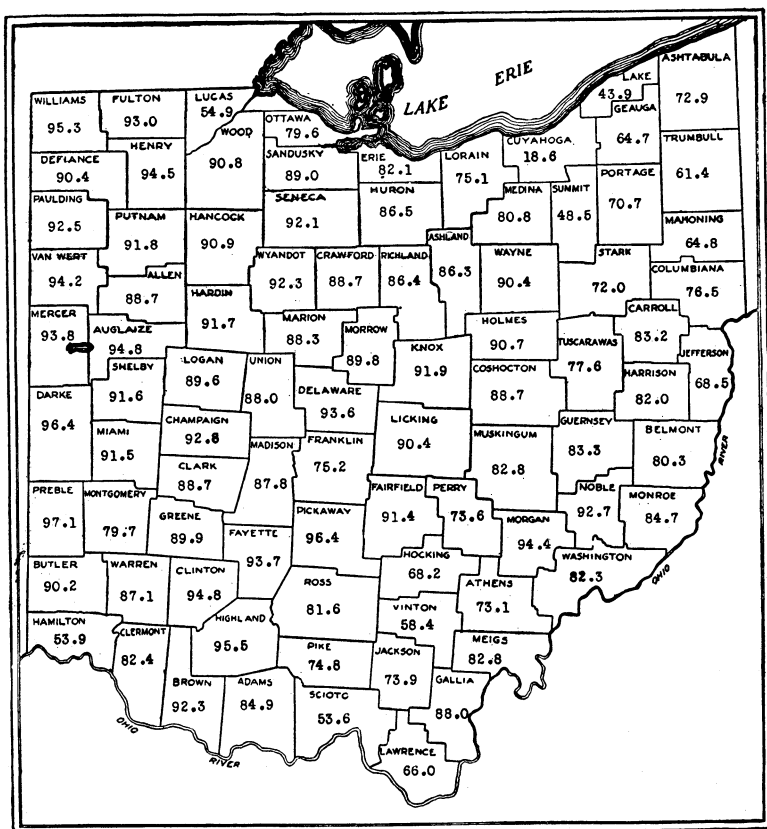 LAKE ERIE
WILLIAMS
95.3
FULTON
93.0
LUCAS
54.9
OTTAWA
79.6
LAKE
43.9
ASHTABULA
72.9
GEAUGA
64.7
WOOD
90.8
HENRY
94.5
DEFIANCE
90.4
SANDUSKY
89.0
ERIE
82.1
LORAIN
75.1
CUYAHOGA
18.6
TRUMBULL
61.4
PAULDING
92.5
PUTNAM
91.8
HANCOCK
90.9
SENECA
92.1
HURON
86.5
MEDINA
80.8
SUMMIT
48.5
PORTAGE
70.7
MAHONING
64.8
VAN WERT
94.2
ALLEN
88.7
HARDIN
91.7
WYANDOT
92.3
CRAWFORD
88.7
RICHLAND
86.4
ASHLAND
86.3
WAYNE
90.4
STARK
72.0
COLUMBIANA
76.5
MERCER
93.8
AUGLAIZE
94.8
MARION
88.3
MORROW
89.8
KNOX
91.9
HOLMES
90.7
TUSCARAWAS
77.6
CARROLL
83.2
JEFFERSON
68.5
SHELBY
91.6
LOGAN
89.6
UNION
88.0
DELAWARE
93.6
COSHOCTON
88.7
HARRISON
82.0
DARKE
96.4
MIAMI
91.5
CHAMPAIGN
92.8
MADISON
87.8
FRANKLIN
75.2
LICKING
90.4
MUSKINGUM
82.8
GUERNSEY
83.3
BELMONT
80.3
CLARK
88.7
PREBLE
97.1
MONTGOMERY
79.7
GREENE
89.9
FAYETTE
93.7
PICKAWAY
96.4
FAIRFIELD
91.4
PERRY
73.6
MORGAN
94.4
NOBLE
92.7
MONROE
84.7
BUTLER
90.2
WARREN
87.1
CLINTON
94.8
ROSS
81.6
HOCKING
68.2
ATHENS
73.1
WASHINGTON
82.3
OHIO RIVER
HAMILTON
53.9
CLERMONT
82.4
HIGHLAND
95.5
PIKE
74.8
VINTON
58.4
JACKSON
73.9
MEIGS
82.8
BROWN
92.3
ADAMS
84.9
SCIOTO
53.6
GALLIA
88.0
LAWRENCE
66.0
OHIO RIVER